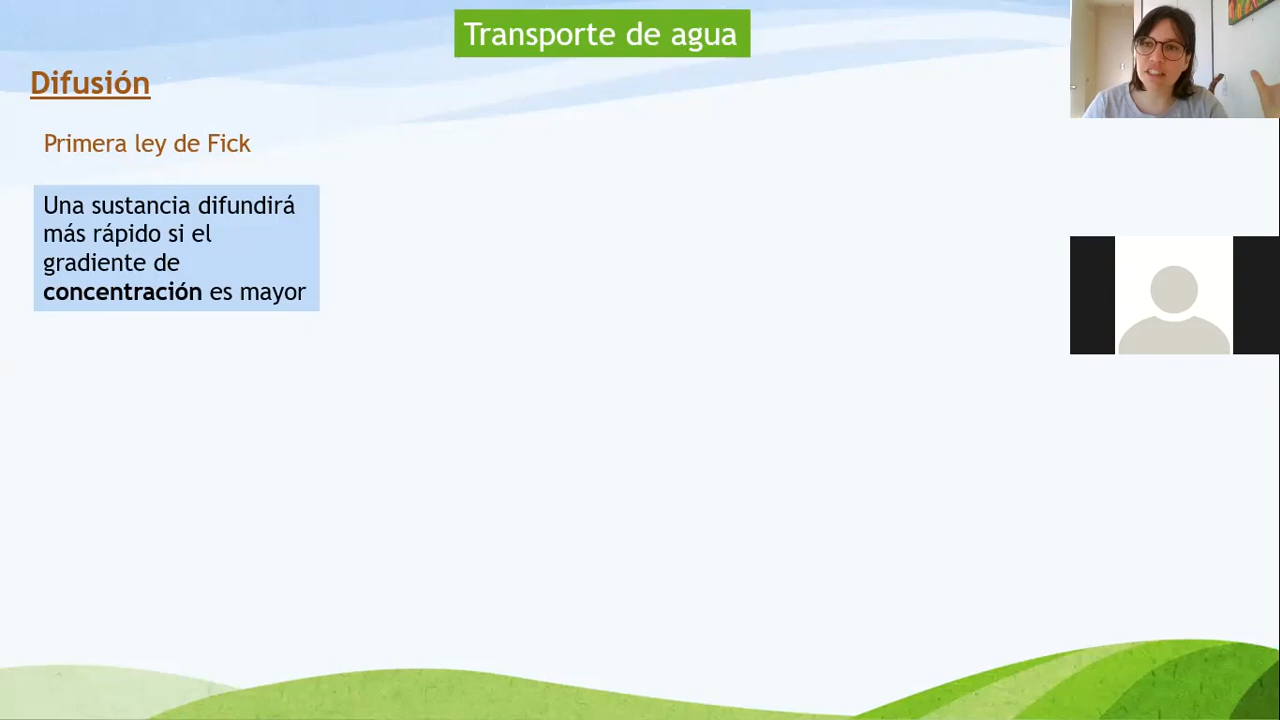 Transporte de agua
Difusión
Primera ley de Fick
Una sustancia difundirá
más rápido si el
gradiente de
concentración es mayor